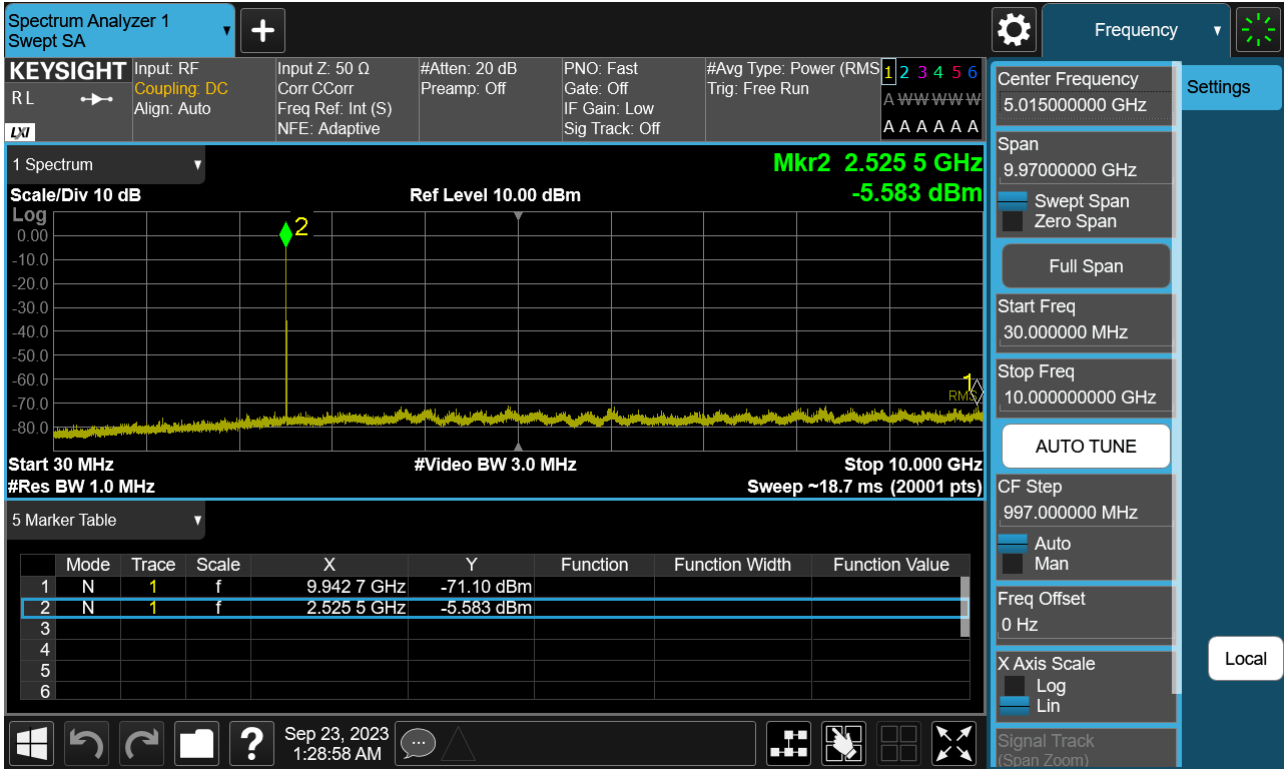 Spectrum Analyzer 1
Swept SA
Frequency
KEYSIGHT
R L
LXI
Input: RF
Coupling: DC
Align: Auto
Input Z: 50 Ω
Corr CCorr
Freq Ref: Int (S)
NFE: Adaptive
#Atten: 20 dB
Preamp: Off
PNO: Fast
Gate: Off
IF Gain: Low
Sig Track: Off
#Avg Type: Power (RMS
Trig: Free Run
1 2 3 4 5 6
A W W W W W
A A A A A A
1 Spectrum
Mkr2 2.525 5 GHz
Scale/Div 10 dB
Ref Level 10.00 dBm
-5.583 dBm
Log
2
0.00
-10.0
-20.0
-30.0
-40.0
-50.0
-60.0
1
RMS
-70.0
-80.0
Start 30 MHz
#Video BW 3.0 MHz
Stop 10.000 GHz
#Res BW 1.0 MHz
Sweep ~18.7 ms (20001 pts)
5 Marker Table
Mode Trace Scale X Y Function Function Width Function Value
1 N 1 f 9.942 7 GHz -71.10 dBm
2 N 1 f 2.525 5 GHz -5.583 dBm
3
4
5
6
Sep 23, 2023
1:28:58 AM
?
Center Frequency
5.015000000 GHz
Settings
Span
9.97000000 GHz
Swept Span
Zero Span
Full Span
Start Freq
30.000000 MHz
Stop Freq
10.000000000 GHz
AUTO TUNE
CF Step
997.000000 MHz
Auto
Man
Freq Offset
0 Hz
X Axis Scale
Log
Lin
Local
Signal Track
(Span Zoom)